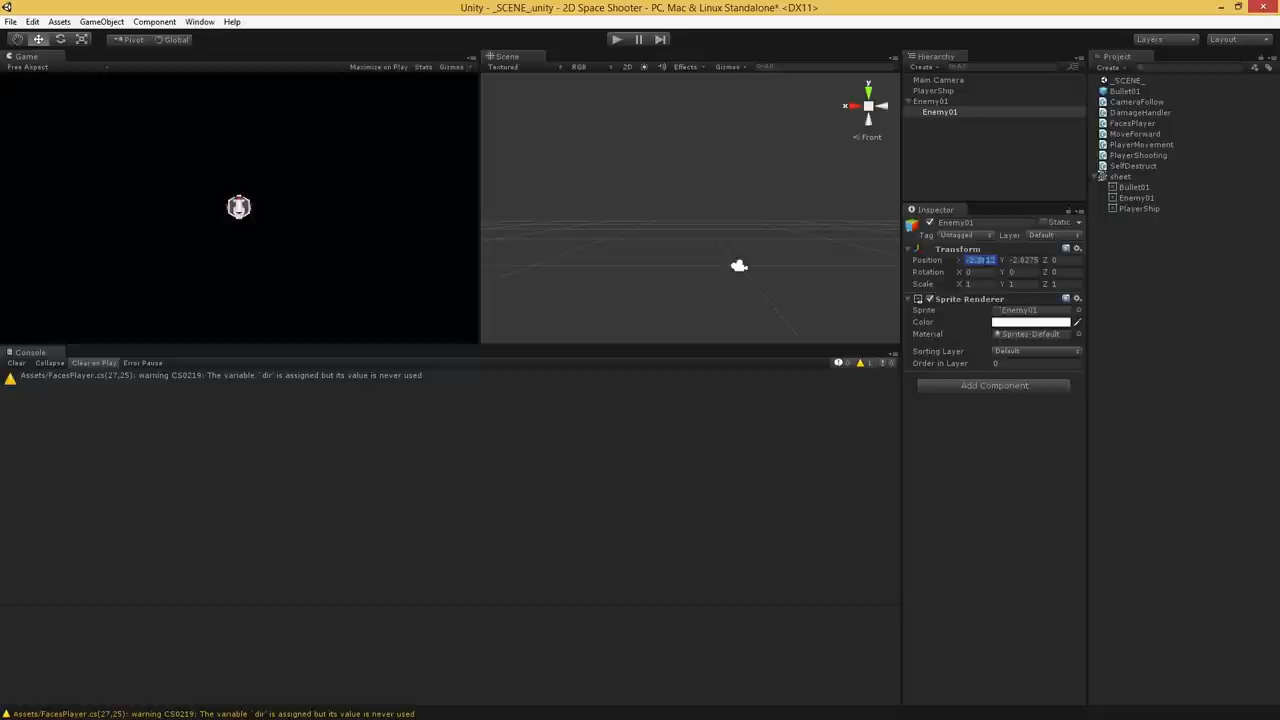 Unity - _SCENE_unity - 2D Space Shooter - PC, Mac & Linux Standalone* <DX11>
File Edit Assets GameObject Component Window Help
Pivot Global Layers Layout
Game Scene Hierarchy Project
Free Aspect Maximize on Play Stats Gizmos Textured RGB 2D Effects Gizmos All Create All Create
Main Camera
PlayerShip
Enemy01
Enemy01
_SCENE_
Bullet01
CameraFollow
DamageHandler
FacesPlayer
MoveForward
PlayerMovement
PlayerShooting
SelfDestruct
sheet
Bullet01
Enemy01
PlayerShip
y
x
Front
Inspector
Enemy01 Static
Tag Untagged Layer Default
Transform
Position X Y -2.8275 Z 0
Rotation X 0 Y 0 Z 0
Scale X 1 Y 1 Z 1
Sprite Renderer
Sprite Enemy01
Color
Material Sprites-Default
Sorting Layer Default
Order in Layer 0
Add Component
Console
Clear Collapse Clear on Play Error Pause 0 1 0
Assets/FacesPlayer.cs(27,25): warning CS0219: The variable `dir' is assigned but its value is never used
Assets/FacesPlayer.cs(27,25): warning CS0219: The variable `dir' is assigned but its value is never used